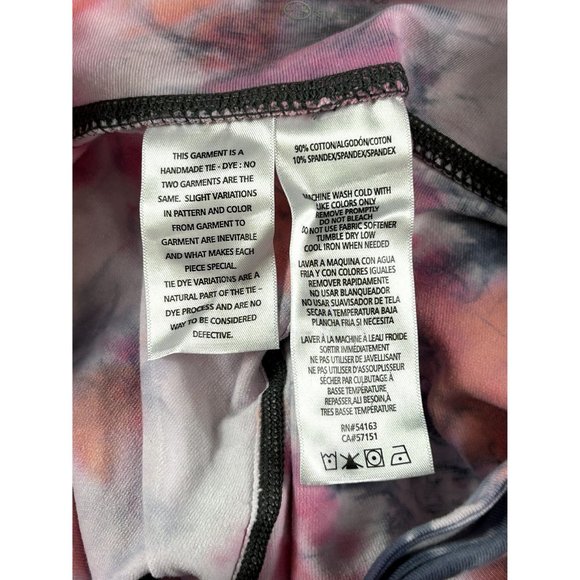 THIS GARMENT IS A
HANDMADE TIE - DYE : NO
TWO GARMENTS ARE THE
SAME. SLIGHT VARIATIONS
IN PATTERN AND COLOR
FROM GARMENT TO
GARMENT ARE INEVITABLE
AND WHAT MAKES EACH
PIECE SPECIAL.
TIE DYE VARIATIONS ARE A
NATURAL PART OF THE TIE –
DYE PROCESS AND ARE NO
WAY TO BE CONSIDERED
DEFECTIVE.
90% COTTON/ALGODÓN/COTON
10% SPANDEX/SPANDEX/SPANDEX
MACHINE WASH COLD WITH
LIKE COLORS ONLY
REMOVE PROMPTLY
DO NOT BLEACH
DO NOT USE FABRIC SOFTENER
TUMBLE DRY LOW
COOL IRON WHEN NEEDED
LAVAR A MAQUINA CON AGUA
FRIA Y CON COLORES IGUALES
REMOVER RAPIDAMENTE
NO USAR BLANQUEADOR
NO USAR SUAVISADOR DE TELA
SECAR A TEMPERATURA BAJA
PLANCHA FRIA SI NECESITA
LAVER À LA MACHINE À LEAU FROIDE
SORTIR IMMÉDIATEMENT
NE PAS UTILISER DE JAVELLISANT
NE PAS UTILISER D'ASSOUPLISSEUR
SÉCHER PAR CULBUTAGE À
BASSE TEMPÉRATURE
REPASSER,ALI BESOIN,À
TRES BASSE TEMPÉRATURE
RN#54163
CA#57151